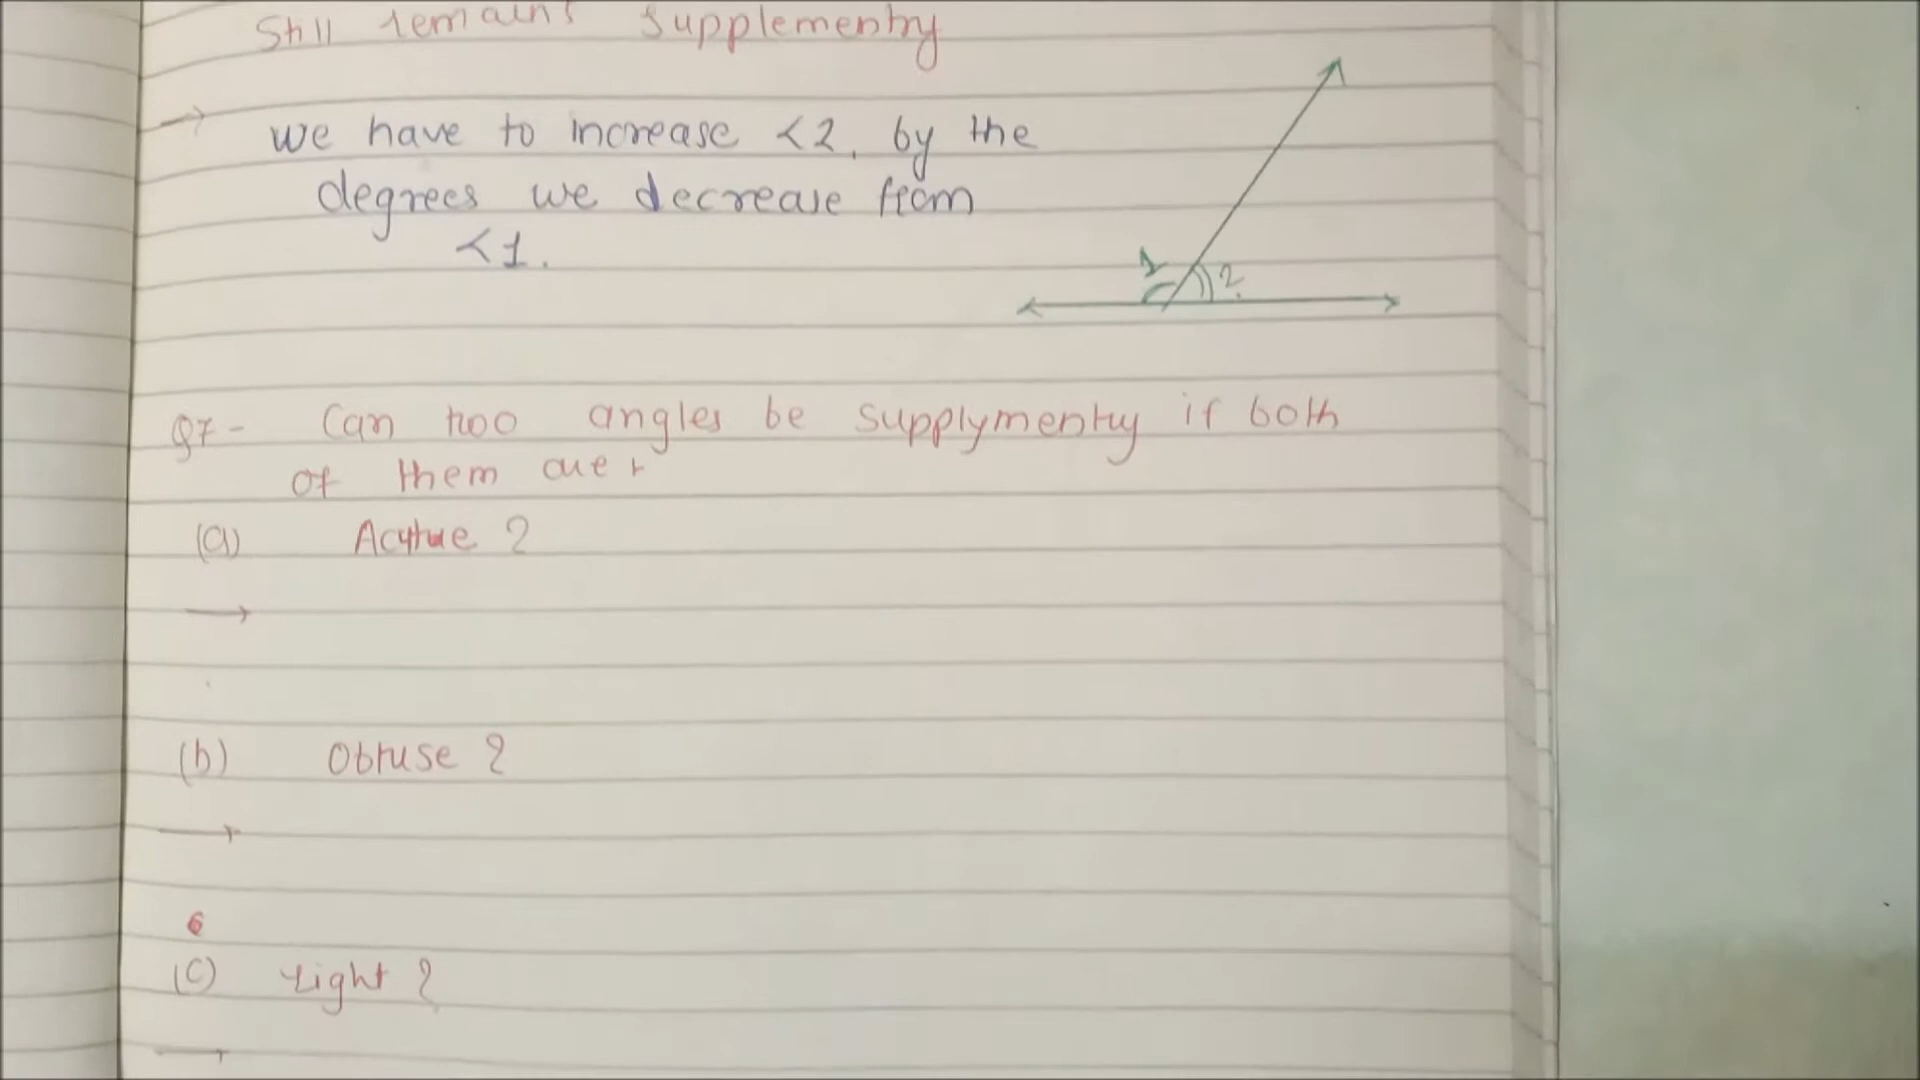 Still remains supplementry
→ we have to increase <2, by the
degrees we decrease from
<1.
1 2
Q7- Can two angles be supplymentry if both
of them are :
(a) Acutue ?
→
(b) Obtuse ?
→
(c) right ?
→